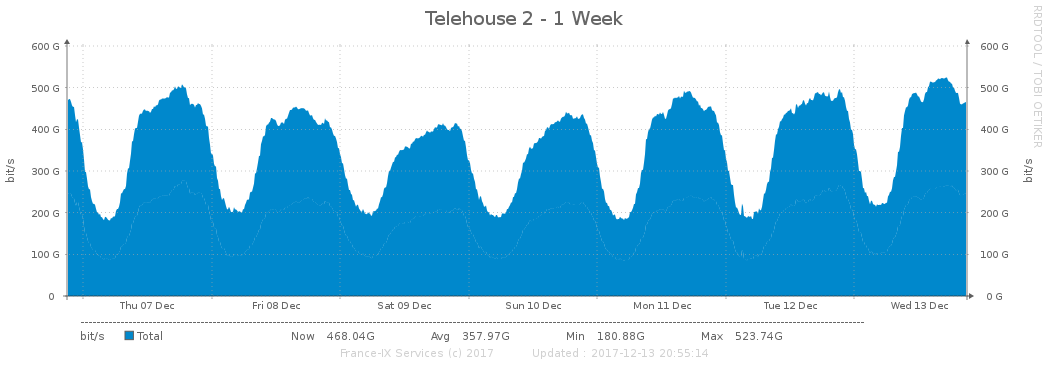 Telehouse 2 - 1 Week
RRDTOOL / TOBI OETIKER
600 G 600 G
500 G 500 G
400 G 400 G
300 G 300 G
200 G 200 G
100 G 100 G
0 0 G
bit/s bit/s
Thu 07 Dec Fri 08 Dec Sat 09 Dec Sun 10 Dec Mon 11 Dec Tue 12 Dec Wed 13 Dec
bit/s Total Now 468.04G Avg 357.97G Min 180.88G Max 523.74G
France-IX Services (c) 2017 Updated : 2017-12-13 20:55:14